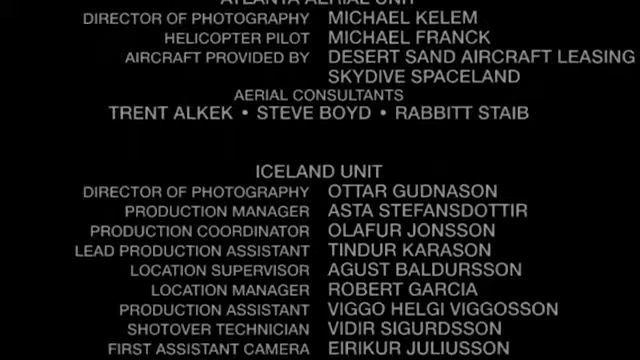 ATLANTA AERIAL UNIT
DIRECTOR OF PHOTOGRAPHY MICHAEL KELEM
HELICOPTER PILOT MICHAEL FRANCK
AIRCRAFT PROVIDED BY DESERT SAND AIRCRAFT LEASING
SKYDIVE SPACELAND
AERIAL CONSULTANTS
TRENT ALKEK • STEVE BOYD • RABBITT STAIB
ICELAND UNIT
DIRECTOR OF PHOTOGRAPHY OTTAR GUDNASON
PRODUCTION MANAGER ASTA STEFANSDOTTIR
PRODUCTION COORDINATOR OLAFUR JONSSON
LEAD PRODUCTION ASSISTANT TINDUR KARASON
LOCATION SUPERVISOR AGUST BALDURSSON
LOCATION MANAGER ROBERT GARCIA
PRODUCTION ASSISTANT VIGGO HELGI VIGGOSSON
SHOTOVER TECHNICIAN VIDIR SIGURDSSON
FIRST ASSISTANT CAMERA EIRIKUR JULIUSSON